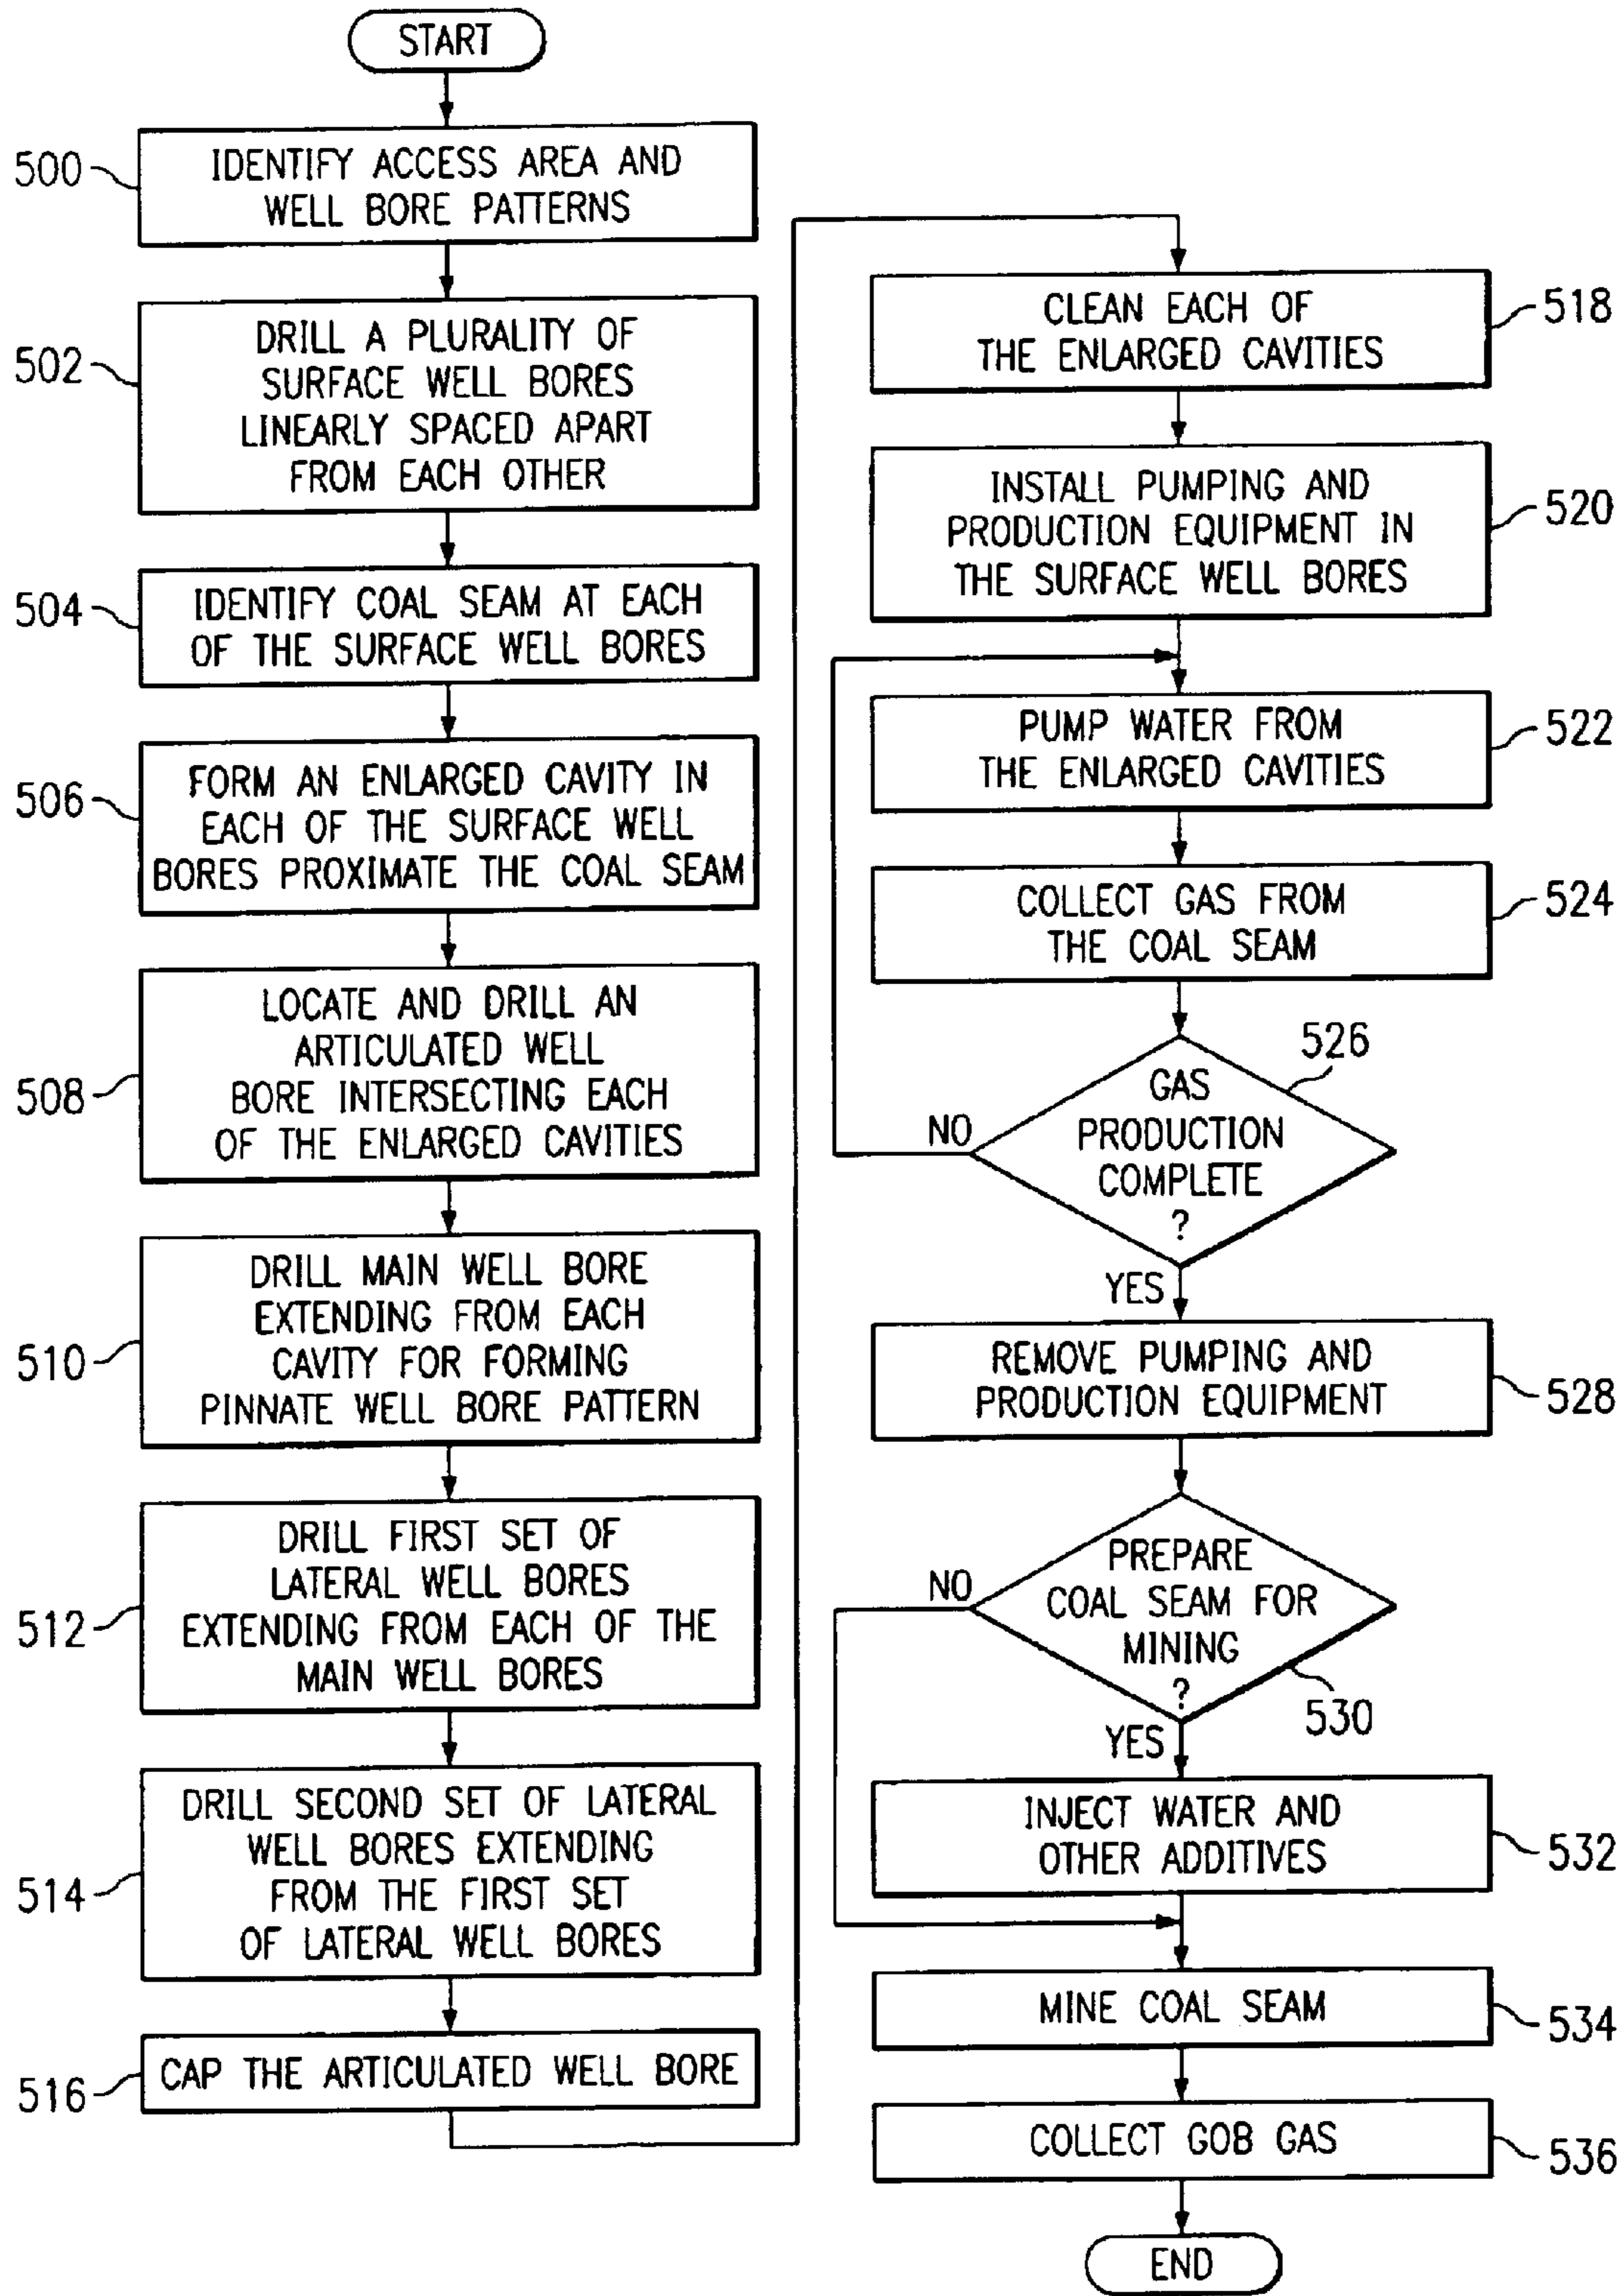 START
500
IDENTIFY ACCESS AREA AND
WELL BORE PATTERNS
502
DRILL A PLURALITY OF
SURFACE WELL BORES
LINEARLY SPACED APART
FROM EACH OTHER
504
IDENTIFY COAL SEAM AT EACH
OF THE SURFACE WELL BORES
506
FORM AN ENLARGED CAVITY IN
EACH OF THE SURFACE WELL
BORES PROXIMATE THE COAL SEAM
508
LOCATE AND DRILL AN
ARTICULATED WELL
BORE INTERSECTING EACH
OF THE ENLARGED CAVITIES
510
DRILL MAIN WELL BORE
EXTENDING FROM EACH
CAVITY FOR FORMING
PINNATE WELL BORE PATTERN
512
DRILL FIRST SET OF
LATERAL WELL BORES
EXTENDING FROM EACH OF THE
MAIN WELL BORES
514
DRILL SECOND SET OF LATERAL
WELL BORES EXTENDING
FROM THE FIRST SET
OF LATERAL WELL BORES
516
CAP THE ARTICULATED WELL BORE
CLEAN EACH OF
THE ENLARGED CAVITIES
518
INSTALL PUMPING AND
PRODUCTION EQUIPMENT IN
THE SURFACE WELL BORES
520
PUMP WATER FROM
THE ENLARGED CAVITIES
522
COLLECT GAS FROM
THE COAL SEAM
524
526
GAS
PRODUCTION
COMPLETE
?
NO
YES
REMOVE PUMPING AND
PRODUCTION EQUIPMENT
528
PREPARE
COAL SEAM FOR
MINING
?
NO
530
YES
INJECT WATER AND
OTHER ADDITIVES
532
MINE COAL SEAM
534
COLLECT GOB GAS
536
END